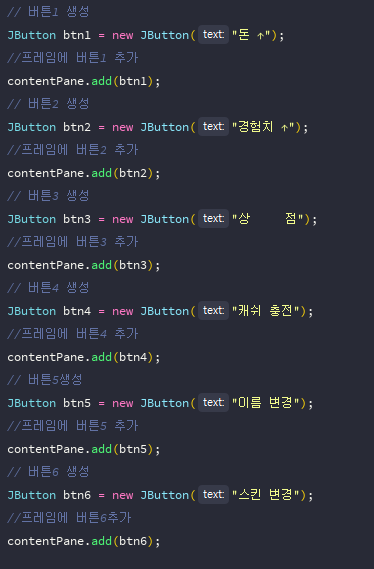 // 버튼1 생성
JButton btn1 = new JButton( text: "돈 ↑");
//프레임에 버튼1 추가
contentPane.add(btn1);
// 버튼2 생성
JButton btn2 = new JButton( text: "경험치 ↑");
//프레임에 버튼2 추가
contentPane.add(btn2);
// 버튼3 생성
JButton btn3 = new JButton( text: "상     점");
//프레임에 버튼3 추가
contentPane.add(btn3);
// 버튼4 생성
JButton btn4 = new JButton( text: "캐쉬 충전");
//프레임에 버튼4 추가
contentPane.add(btn4);
// 버튼5생성
JButton btn5 = new JButton( text: "이름 변경");
//프레임에 버튼5 추가
contentPane.add(btn5);
// 버튼6 생성
JButton btn6 = new JButton( text: "스킨 변경");
//프레임에 버튼6추가
contentPane.add(btn6);